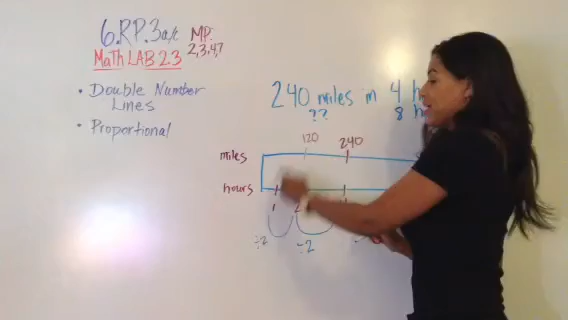 6.RP.3a/c MP.
2,3,4,7
Math LAB 2.3
• Double Number
Lines
• Proportional
240 miles in 4
?? 8
120 240
miles
hours
1 2
÷2 ÷2